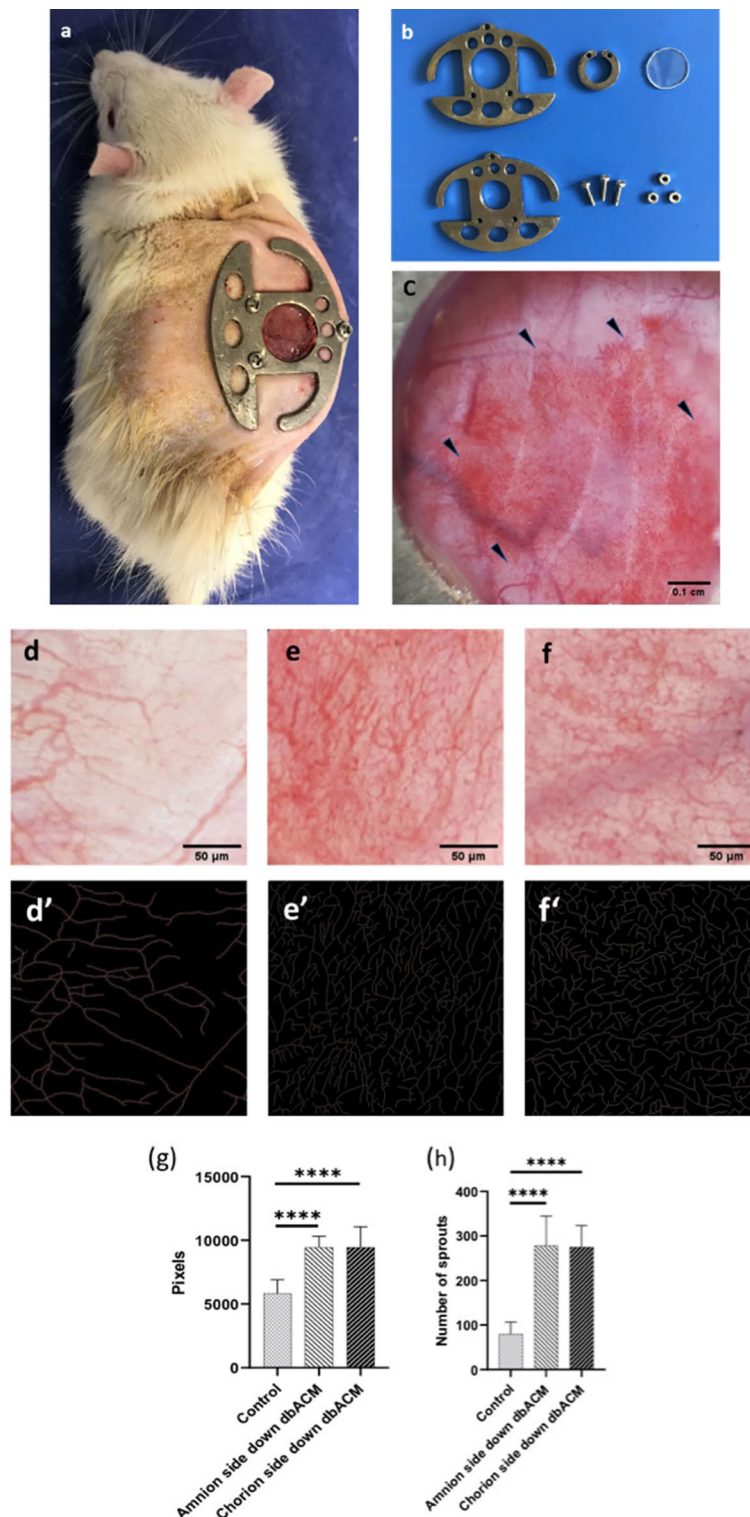 a
b
c
0.1 cm
d
e
f
50 µm
50 µm
50 µm
d’
e’
f‘
(g)
15000
10000
5000
0
Pixels
****
****
Control
Amnion side down dbACM
Chorion side down dbACM
(h)
400
300
200
100
0
Number of sprouts
****
****
Control
Amnion side down dbACM
Chorion side down dbACM